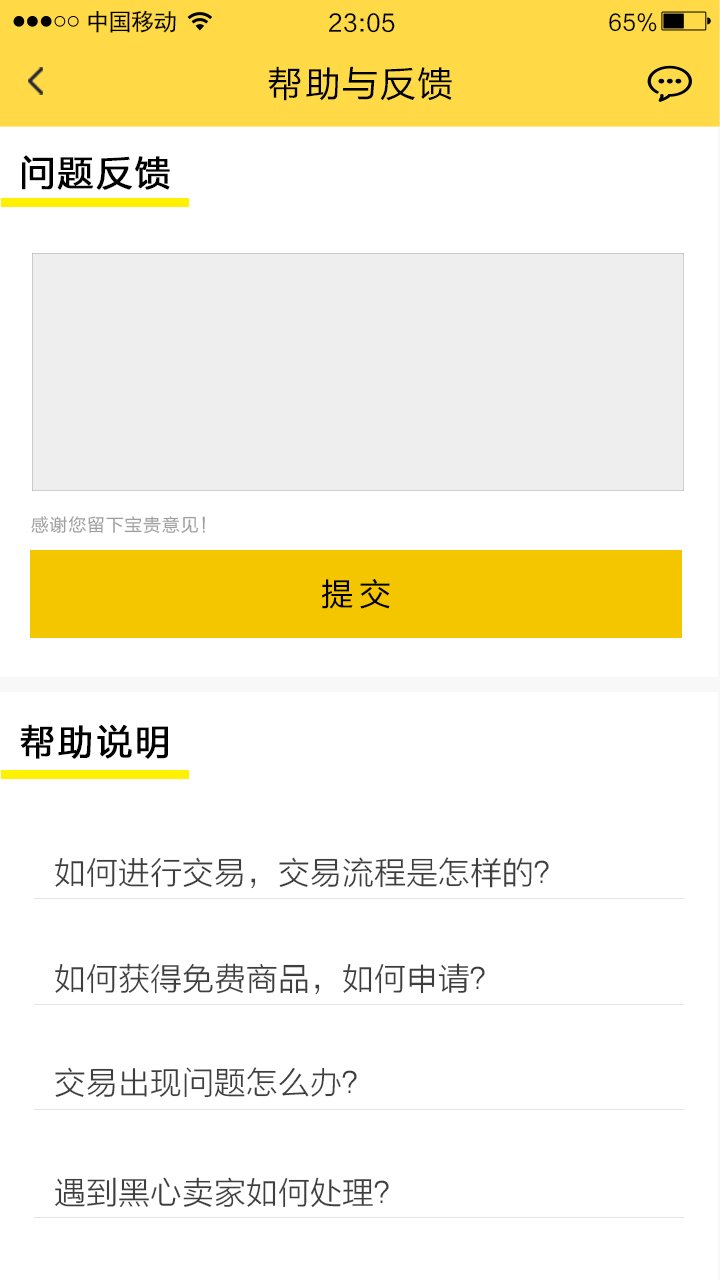 中国移动 23:05 65%
帮助与反馈
问题反馈
感谢您留下宝贵意见！
提交
帮助说明
如何进行交易，交易流程是怎样的？
如何获得免费商品，如何申请？
交易出现问题怎么办？
遇到黑心卖家如何处理？